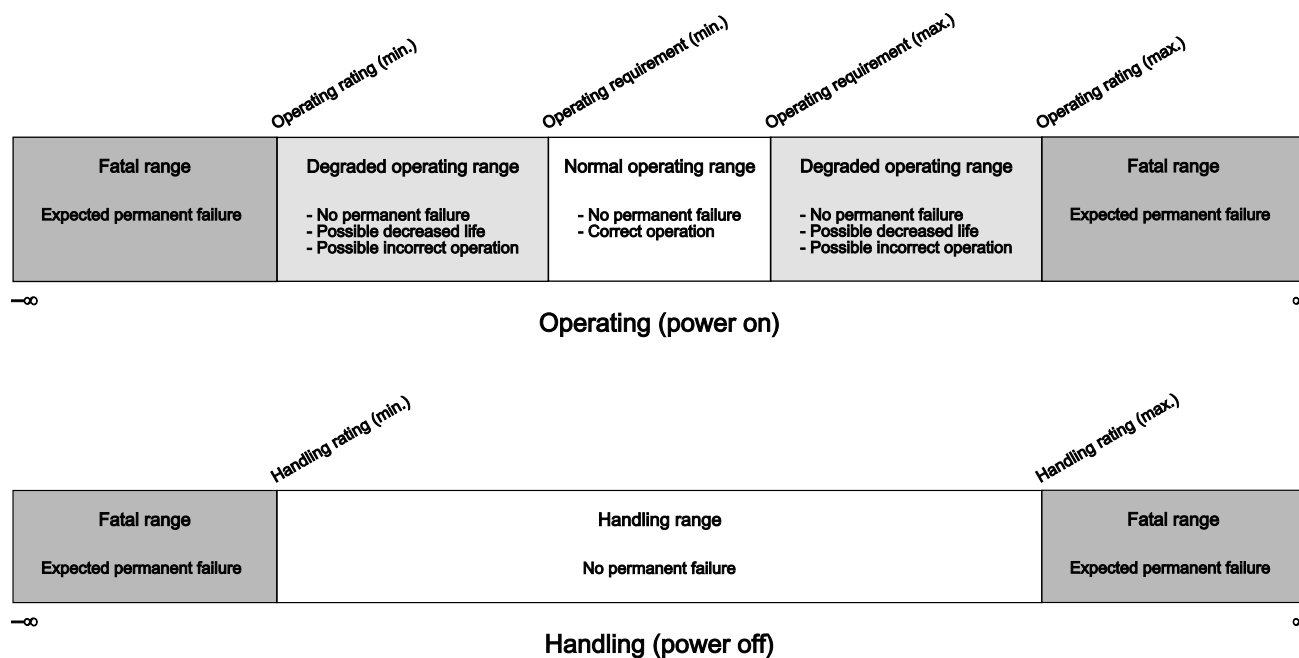 Operating rating (min.)
Operating requirement (min.)
Operating requirement (max.)
Operating rating (max.)
Fatal range
Degraded operating range
Normal operating range
Degraded operating range
Fatal range
Expected permanent failure
- No permanent failure
- Possible decreased life
- Possible incorrect operation
- No permanent failure
- Correct operation
- No permanent failure
- Possible decreased life
- Possible incorrect operation
Expected permanent failure
–∞
∞
Operating (power on)
Handling rating (min.)
Handling rating (max.)
Fatal range
Handling range
Fatal range
Expected permanent failure
No permanent failure
Expected permanent failure
–∞
∞
Handling (power off)